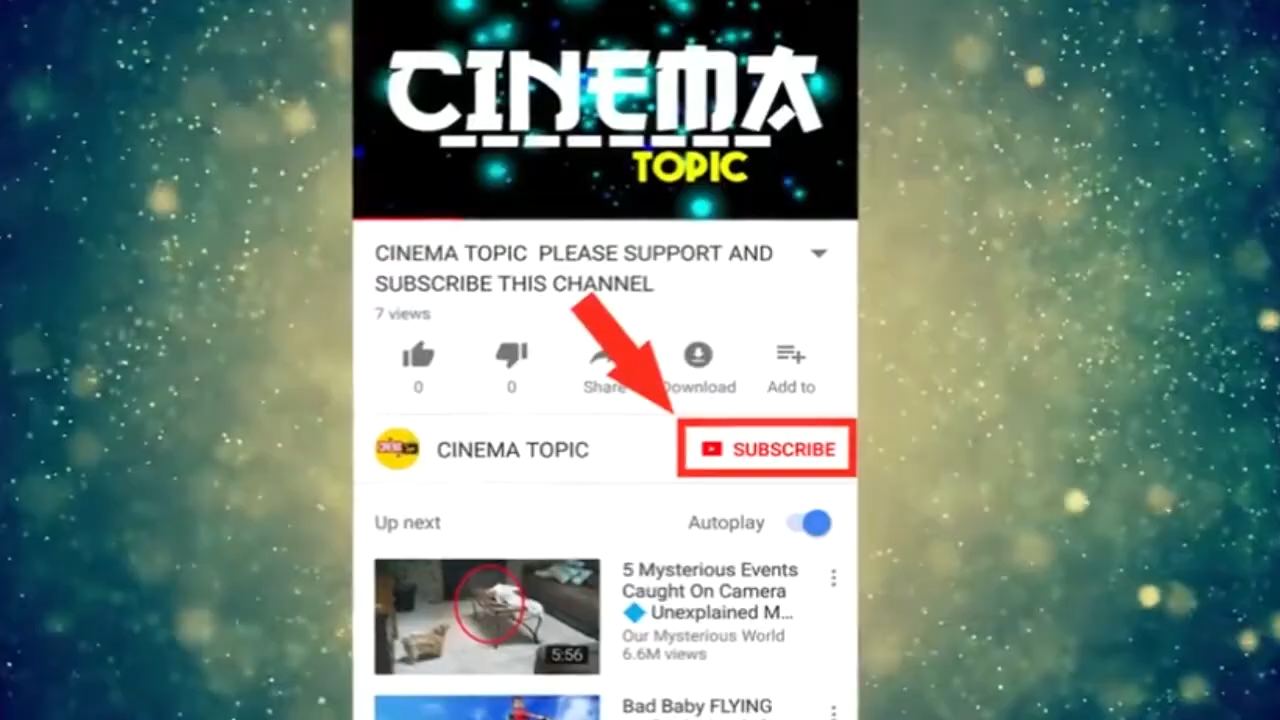 CINEMA
TOPIC
CINEMA TOPIC PLEASE SUPPORT AND
SUBSCRIBE THIS CHANNEL
7 views
0
0
Share
Download
Add to
CINEMA TOPIC
SUBSCRIBE
Up next
Autoplay
5 Mysterious Events
Caught On Camera
🔷 Unexplained M...
Our Mysterious World
6.6M views
5:56
Bad Baby FLYING